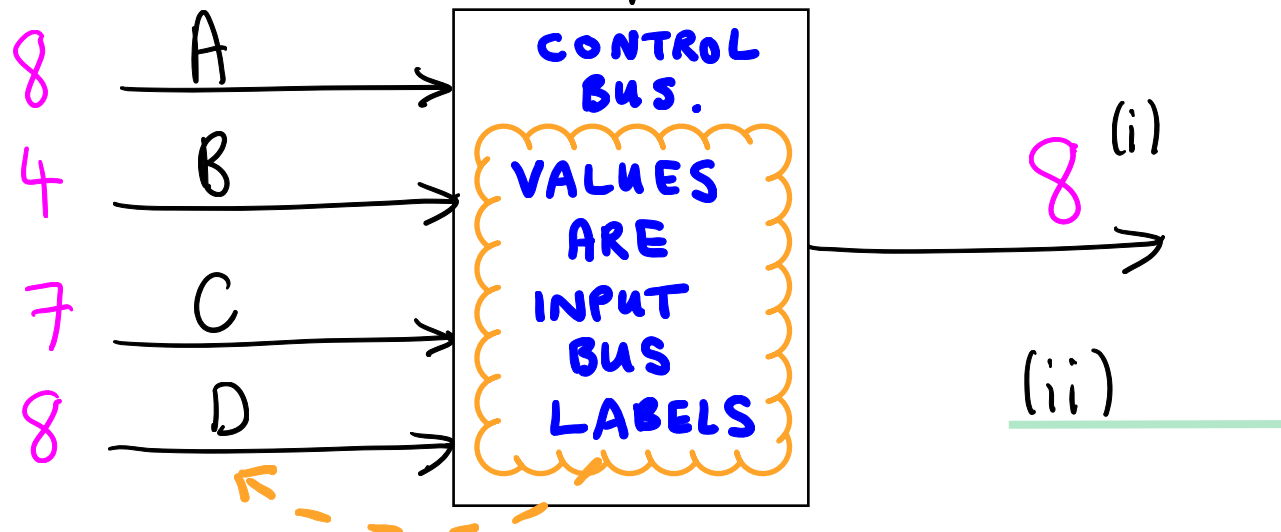 8 A
4 B
7 C
8 D
CONTROL
BUS.
VALUES
ARE
INPUT
BUS
LABELS
8 (i)
(ii)